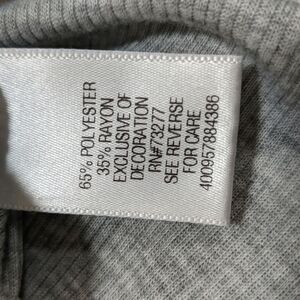 65% POLYESTER
35% RAYON
EXCLUSIVE OF
DECORATION
RN#73277
SEE REVERSE
FOR CARE
400957884386